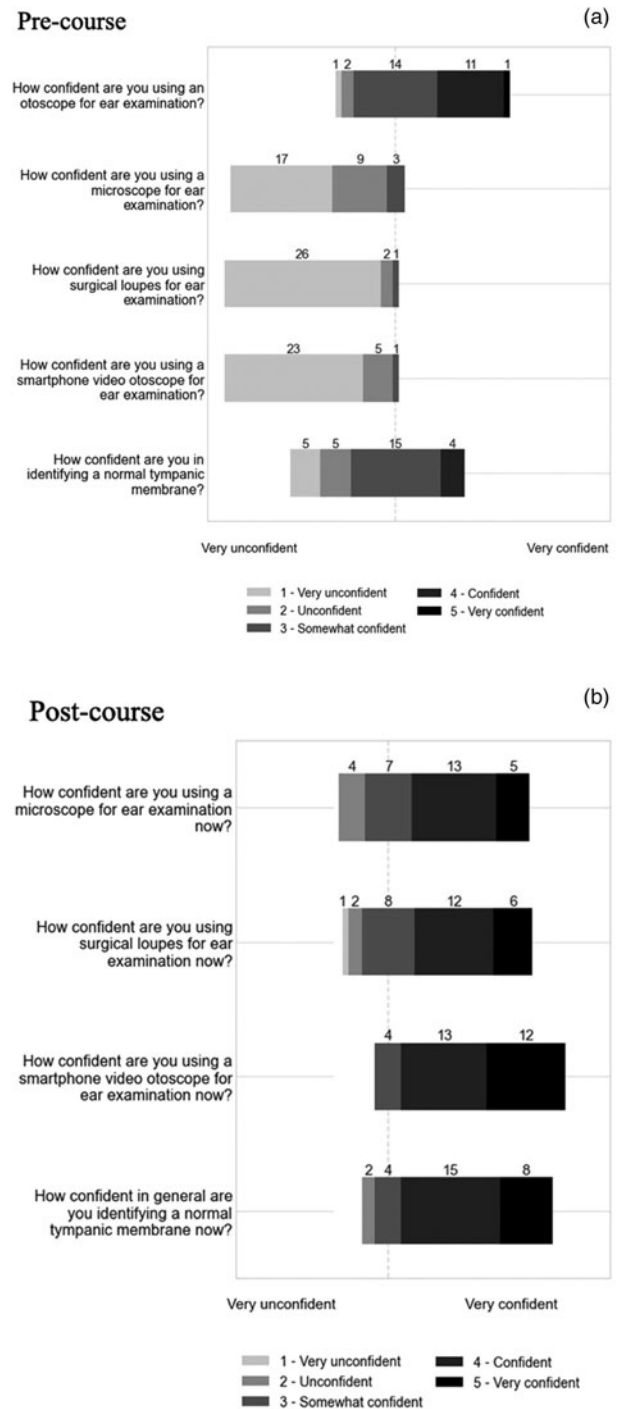 Pre-course
(a)
1 2 14 11 1
How confident are you using an
otoscope for ear examination?
17 9 3
How confident are you using a
microscope for ear
examination?
26 2 1
How confident are you using
surgical loupes for ear
examination?
23 5 1
How confident are you using a
smartphone video otoscope for
ear examination?
5 5 15 4
How confident are you in
identifying a normal tympanic
membrane?
Very unconfident Very confident
1 - Very unconfident 4 - Confident
2 - Unconfident 5 - Very confident
3 - Somewhat confident
Post-course
(b)
4 7 13 5
How confident are you using a
microscope for ear examination
now?
1 2 8 12 6
How confident are you using
surgical loupes for ear
examination now?
4 13 12
How confident are you using a
smartphone video otoscope for
ear examination now?
2 4 15 8
How confident in general are
you identifying a normal
tympanic membrane now?
Very unconfident Very confident
1 - Very unconfident 4 - Confident
2 - Unconfident 5 - Very confident
3 - Somewhat confident